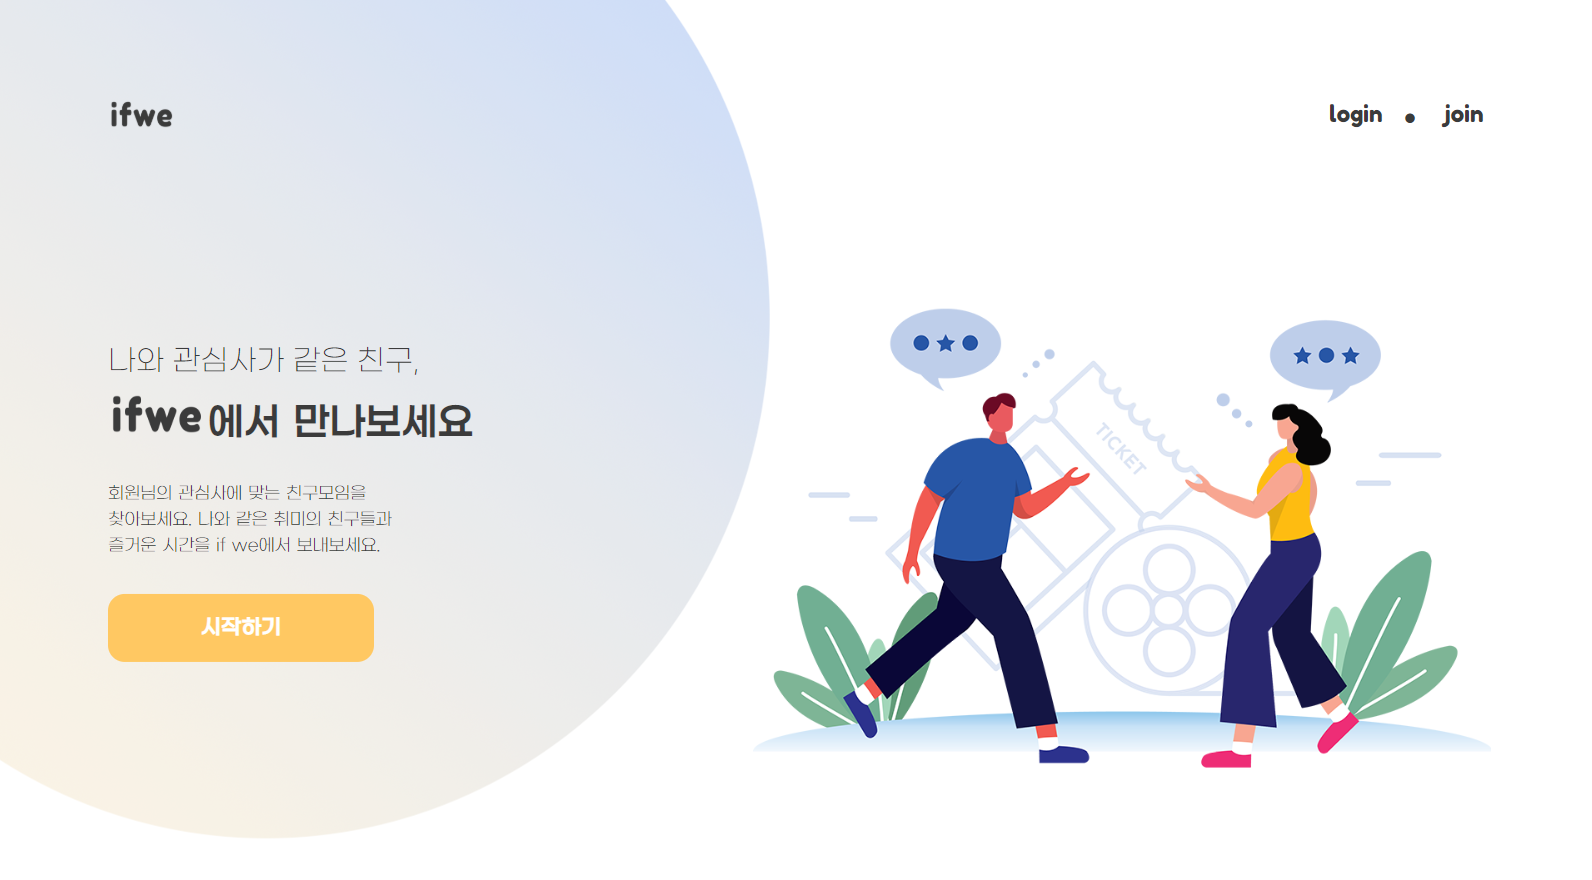 ifwe
login • join
나와 관심사가 같은 친구,
ifwe에서 만나보세요
TICKET
회원님의 관심사에 맞는 친구모임을
찾아보세요. 나와 같은 취미의 친구들과
즐거운 시간을 if we에서 보내보세요.
시작하기